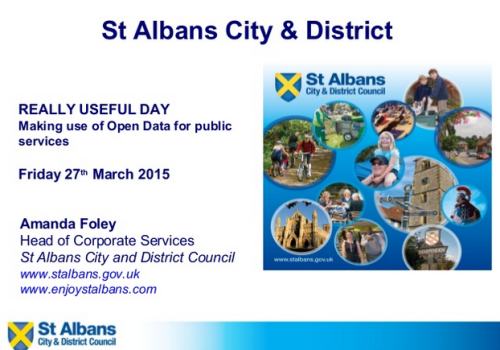 St Albans City & District
REALLY USEFUL DAY
Making use of Open Data for public
services
Friday 27th March 2015
Amanda Foley
Head of Corporate Services
St Albans City and District Council
www.stalbans.gov.uk
www.enjoystalbans.com
St Albans
City & District Council
www.stalbans.gov.uk
St Albans
City & District Council